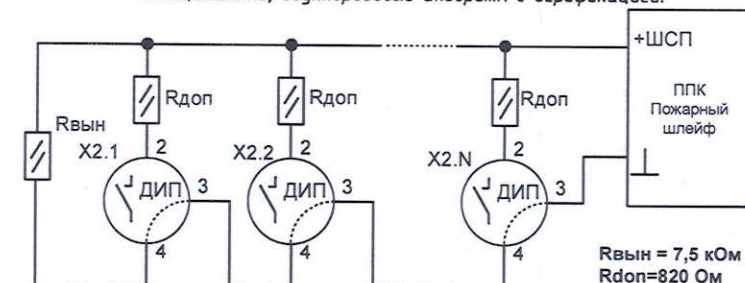 +ШСП
ППК
Пожарный
шлейф
Rдоп
Rдоп
Rдоп
Rвын
X2.1
2
ДИП
3
4
X2.2
2
ДИП
3
4
X2.N
2
ДИП
3
4
Rвын = 7,5 кОм
Rdon=820 Ом